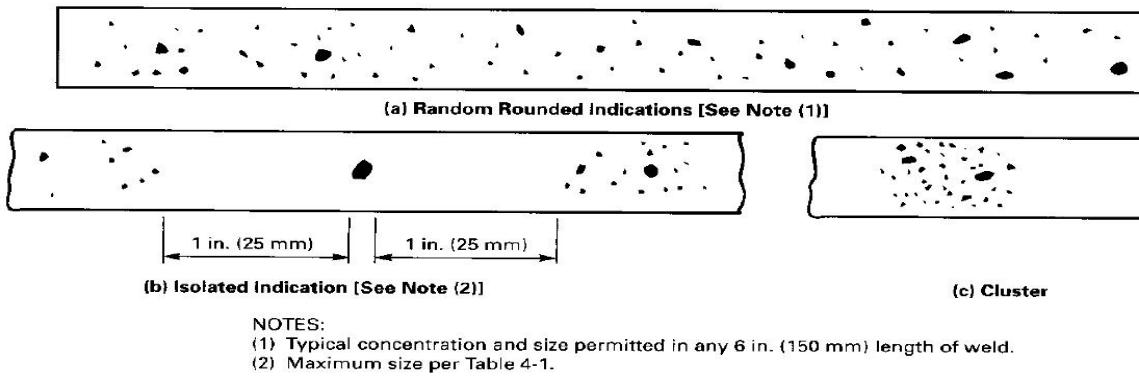 (a) Random Rounded Indications [See Note (1)]
1 in. (25 mm) 1 in. (25 mm)
(b) Isolated Indication [See Note (2)]
(c) Cluster
NOTES:
(1) Typical concentration and size permitted in any 6 in. (150 mm) length of weld.
(2) Maximum size per Table 4-1.